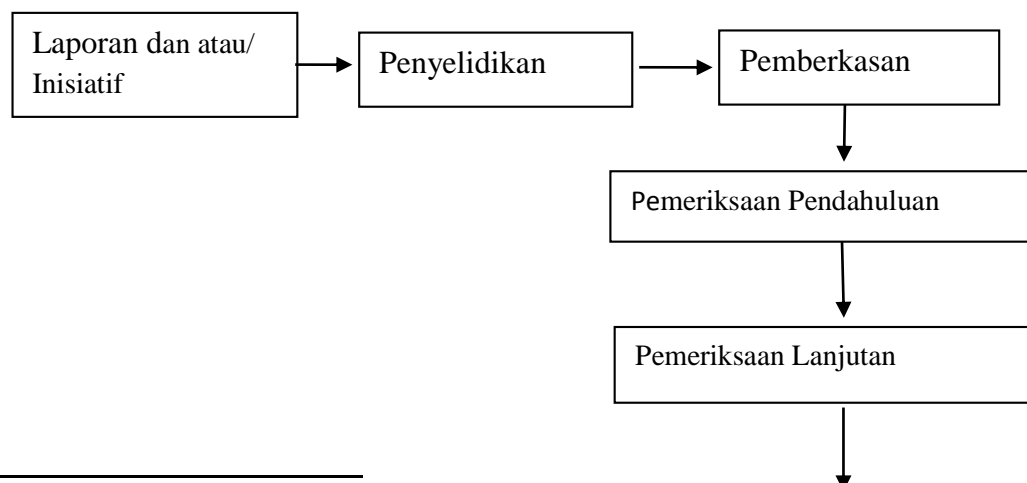 Laporan dan atau/
Inisiatif
Penyelidikan
Pemberkasan
Pemeriksaan Pendahuluan
Pemeriksaan Lanjutan